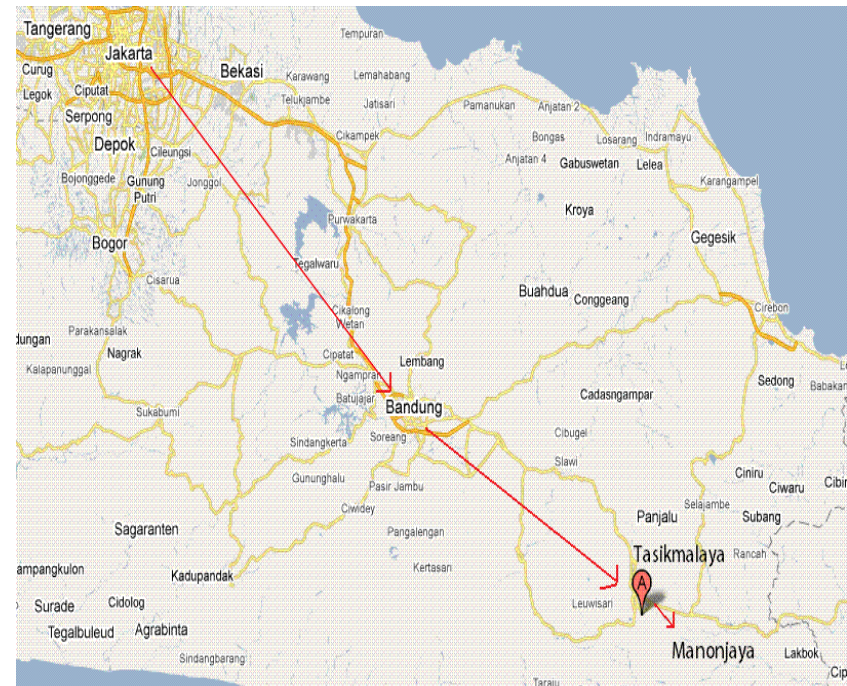 Tangerang
Tempuran
Jakarta
Curug
Bekasi
Karawang
Lemahabang
Legok
Ciputat
Telukjambe
Jatisari
Pamanukan
Anjatan 2
Serpong
Cikampek
Bongas
Losarang
Indramayu
Depok
Cileungsi
Anjatan 4
Gabuswetan
Lelea
Bojonggede
Gunung
Putri
Jonggol
Karangampel
Kroya
Purwakarta
Bogor
Gegesik
Tegalwaru
Cisarua
Buahdua
Conggeang
Cirebon
Cikalong
Wetan
Parakansalak
dungan
Nagrak
Cipatat
Lembang
Kalapanunggal
Ngamprah
Sedong
Babakan
Batujajar
Bandung
Cadasngampar
Sukabumi
Soreang
Cibugel
Sindangkerta
Slawi
Gununghalu
Pasir Jambu
Ciniru
Ciwaru
Cibin
Ciwidey
Selajambe
Sagaranten
Pangalengan
Panjalu
Subang
Tasikmalaya
Rancah
ampangkulon
Kadupandak
Kertasari
A
Surade
Cidolog
Leuwisari
Tegalbuleud
Agrabinta
Manonjaya
Lakbok
Sindangbarang
Taraju
Cip